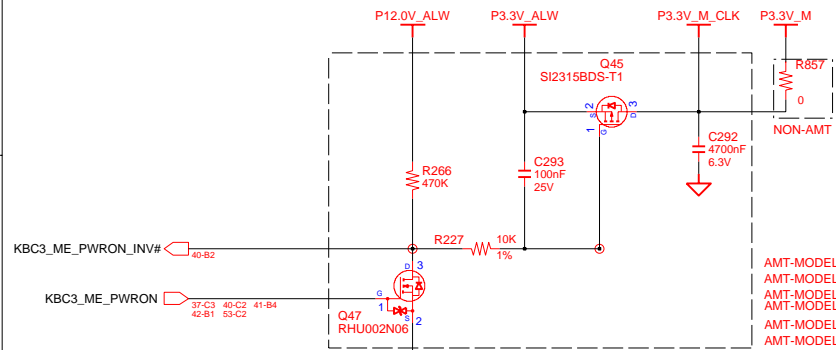 P12.0V_ALW P3.3V_ALW P3.3V_M_CLK P3.3V_M
Q45
SI2315BDS-T1
R857
0
NON-AMT
2 S D 3
1 G
C292
4700nF
6.3V
C293
100nF
25V
R266
470K
R227 10K
1%
KBC3_ME_PWRON_INV# 40-B2
D 3
KBC3_ME_PWRON 37-C3 40-C2 41-B4
42-B1 53-C2
G
1
S 2
Q47
RHU002N06
AMT-MODEL
AMT-MODEL
AMT-MODEL
AMT-MODEL
AMT-MODEL
AMT-MODEL